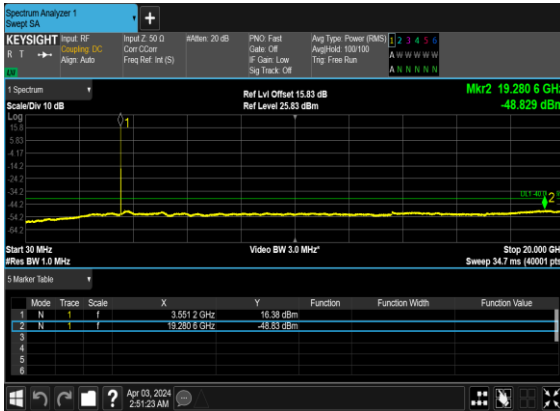 Spectrum Analyzer 1
Swept SA
+
KEYSIGHT
R T
LXI
Input: RF
Coupling: DC
Align: Auto
Input Z: 50 Ω
Corr CCorr
Freq Ref: Int (S)
#Atten: 20 dB
PNO: Fast
Gate: Off
IF Gain: Low
Sig Track: Off
Avg Type: Power (RMS)
Avg|Hold: 100/100
Trig: Free Run
1 2 3 4 5 6
A W W W W W
A N N N N N
1 Spectrum
Scale/Div 10 dB
Ref Lvl Offset 15.83 dB
Ref Level 25.83 dBm
Mkr2 19.280 6 GHz
-48.829 dBm
Log
15.8
5.83
-4.17
-14.2
-24.2
-34.2
-44.2
-54.2
-64.2
1
2
Start 30 MHz
#Res BW 1.0 MHz
Video BW 3.0 MHz*
Stop 20.000 GH
Sweep 34.7 ms (40001 pts
5 Marker Table
Mode Trace Scale X Y Function Function Width Function Value
1 N 1 f 3.551 2 GHz 16.38 dBm
2 N 1 f 19.280 6 GHz -48.83 dBm
3
4
5
6
?
Apr 03, 2024
2:51:23 AM